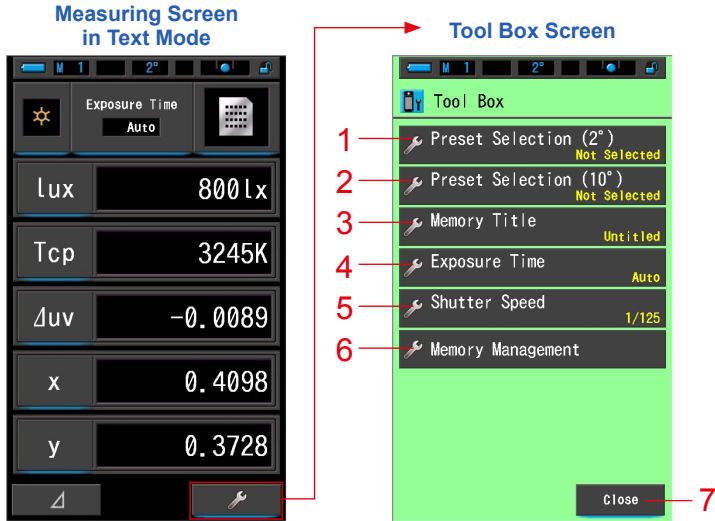 Measuring Screen
in Text Mode
Tool Box Screen
M 1 2°
Exposure Time
Auto
lux 800lx
Tcp 3245K
⊿uv -0.0089
x 0.4098
y 0.3728
⊿
M 1 2°
Tool Box
1 Preset Selection (2°)
Not Selected
2 Preset Selection (10°)
Not Selected
3 Memory Title
Untitled
4 Exposure Time
Auto
5 Shutter Speed
1/125
6 Memory Management
Close 7